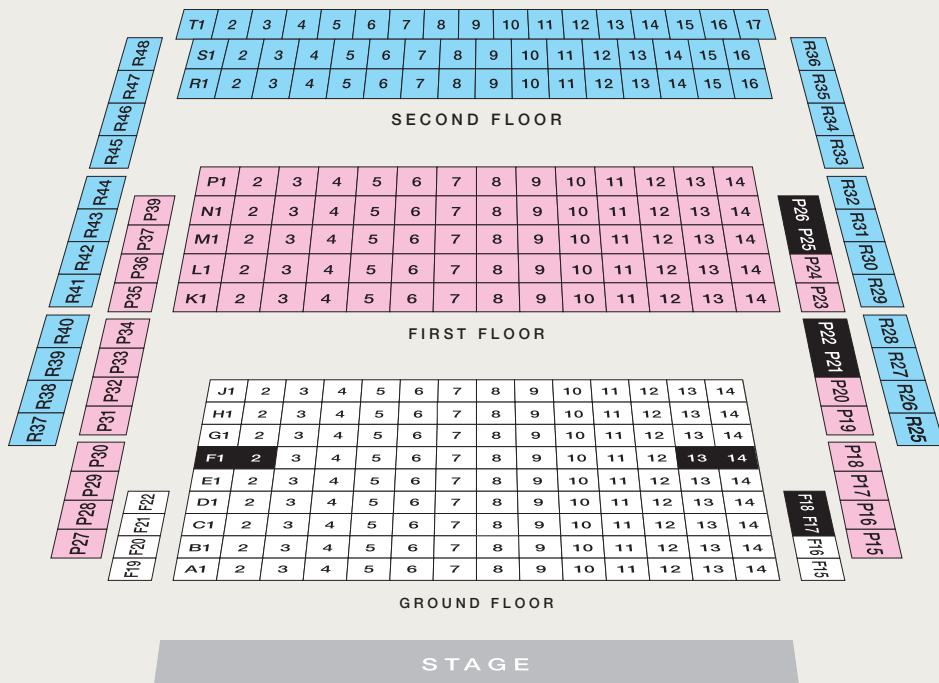 T1 2 3 4 5 6 7 8 9 10 11 12 13 14 15 16 17
S1 2 3 4 5 6 7 8 9 10 11 12 13 14 15 16
R1 2 3 4 5 6 7 8 9 10 11 12 13 14 15 16
SECOND FLOOR
R48
R47
R46
R45
R44
R43
R42
R41
R40
R39
R38
R37
R36
R35
R34
R33
R32
R31
R30
R29
R28
R27
R26
R25
P1 2 3 4 5 6 7 8 9 10 11 12 13 14
N1 2 3 4 5 6 7 8 9 10 11 12 13 14
M1 2 3 4 5 6 7 8 9 10 11 12 13 14
L1 2 3 4 5 6 7 8 9 10 11 12 13 14
K1 2 3 4 5 6 7 8 9 10 11 12 13 14
FIRST FLOOR
P39
P37
P36
P35
P34
P33
P32
P31
P30
P29
P28
P27
P26
P25
P24
P23
P22
P21
P20
P19
P18
P17
P16
P15
J1 2 3 4 5 6 7 8 9 10 11 12 13 14
H1 2 3 4 5 6 7 8 9 10 11 12 13 14
G1 2 3 4 5 6 7 8 9 10 11 12 13 14
F1 2 3 4 5 6 7 8 9 10 11 12 13 14
E1 2 3 4 5 6 7 8 9 10 11 12 13 14
D1 2 3 4 5 6 7 8 9 10 11 12 13 14
C1 2 3 4 5 6 7 8 9 10 11 12 13 14
B1 2 3 4 5 6 7 8 9 10 11 12 13 14
A1 2 3 4 5 6 7 8 9 10 11 12 13 14
F22
F21
F20
F19
F18
F17
F16
F15
GROUND FLOOR
STAGE